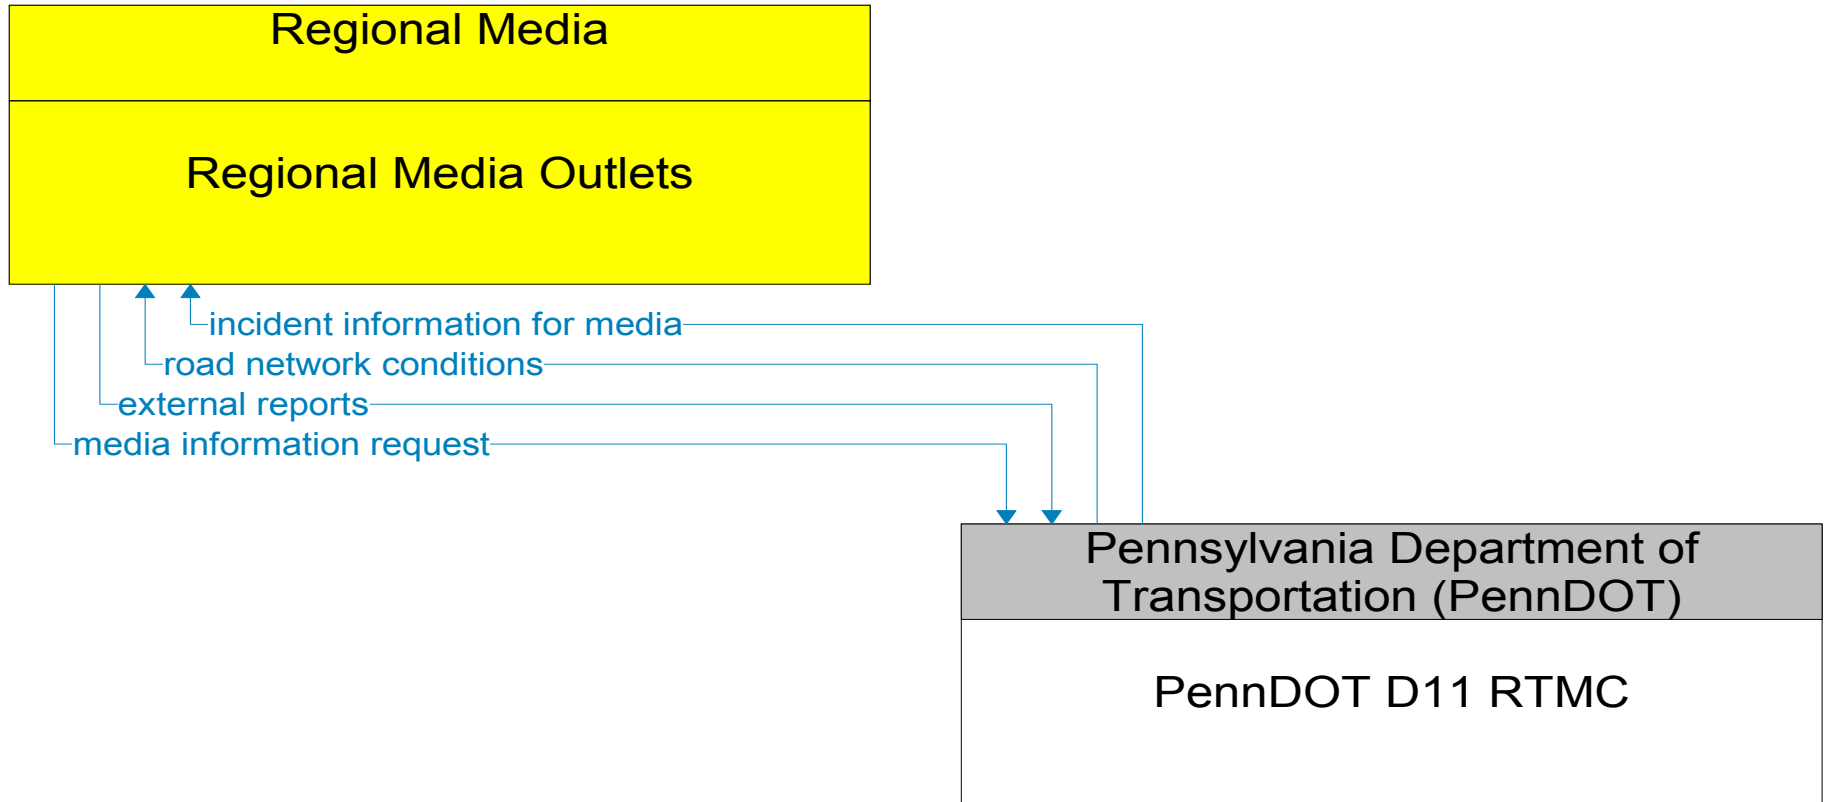 Regional Media
Regional Media Outlets
incident information for media
road network conditions
external reports
media information request
Pennsylvania Department of
Transportation (PennDOT)
PennDOT D11 RTMC